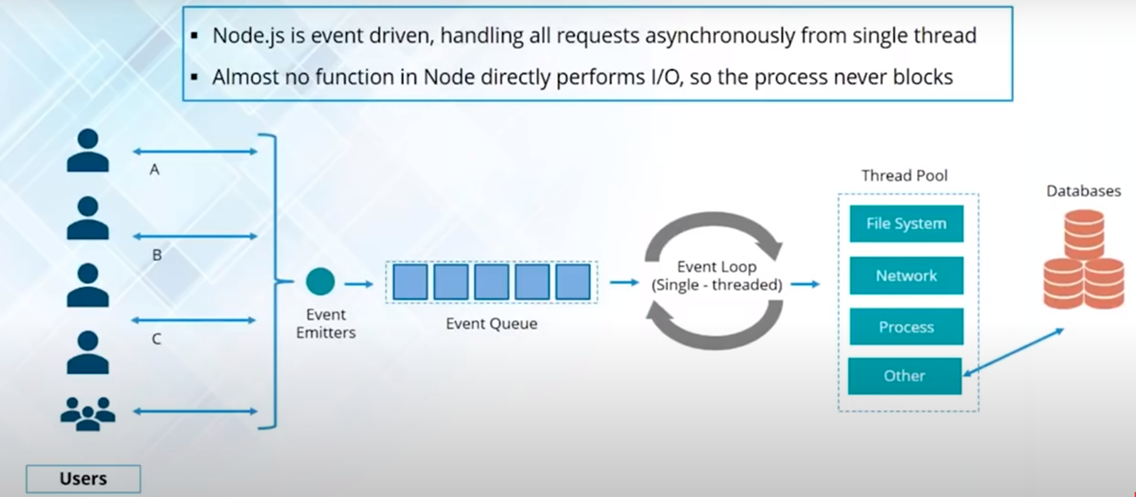 ▪ Node.js is event driven, handling all requests asynchronously from single thread
▪ Almost no function in Node directly performs I/O, so the process never blocks
A
B
C
Users
Event
Emitters
Event Queue
Event Loop
(Single - threaded)
Thread Pool
File System
Network
Process
Other
Databases